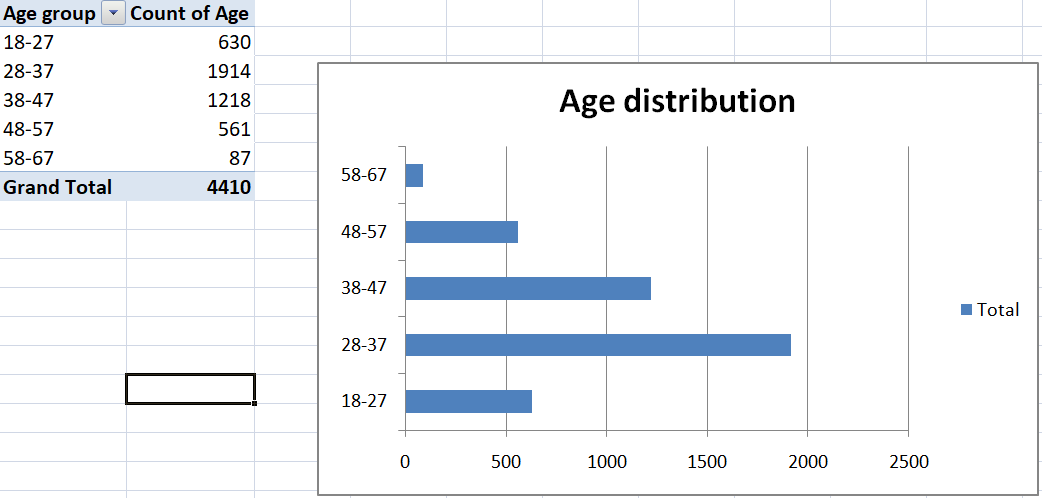 Age group Count of Age
18-27 630
28-37 1914
38-47 1218
48-57 561
58-67 87
Grand Total 4410
Age distribution
58-67
48-57
38-47
28-37
18-27
0 500 1000 1500 2000 2500
Total